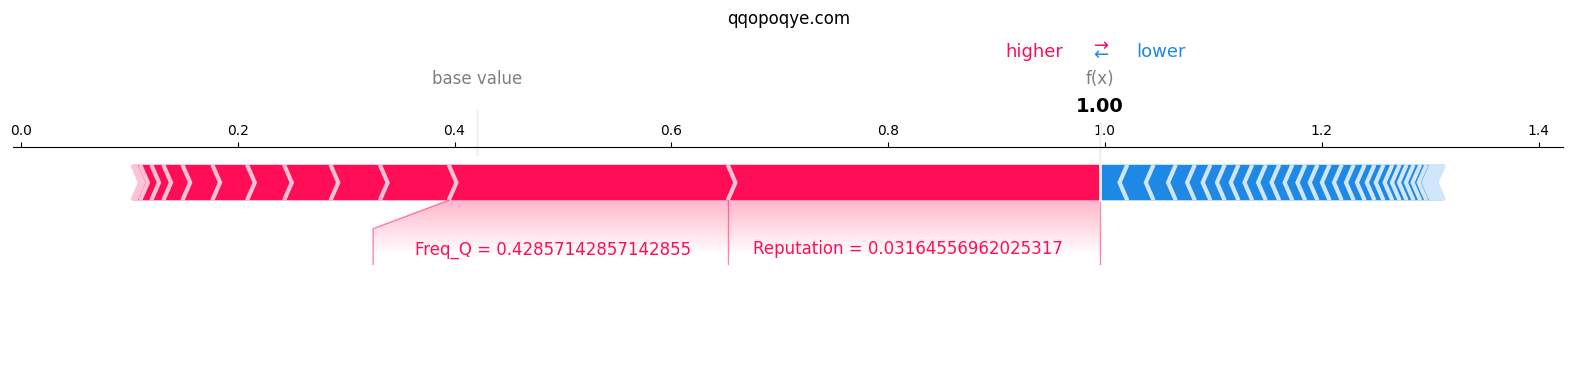 qqopoqye.com
higher ⇄ lower
base value
f(x)
1.00
0.0 0.2 0.4 0.6 0.8 1.0 1.2 1.4
Freq_Q = 0.42857142857142855
Reputation = 0.03164556962025317